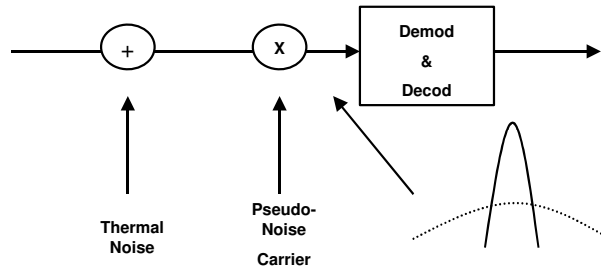 Demod
&
Decod
+
X
Thermal
Noise
Pseudo-
Noise
Carrier